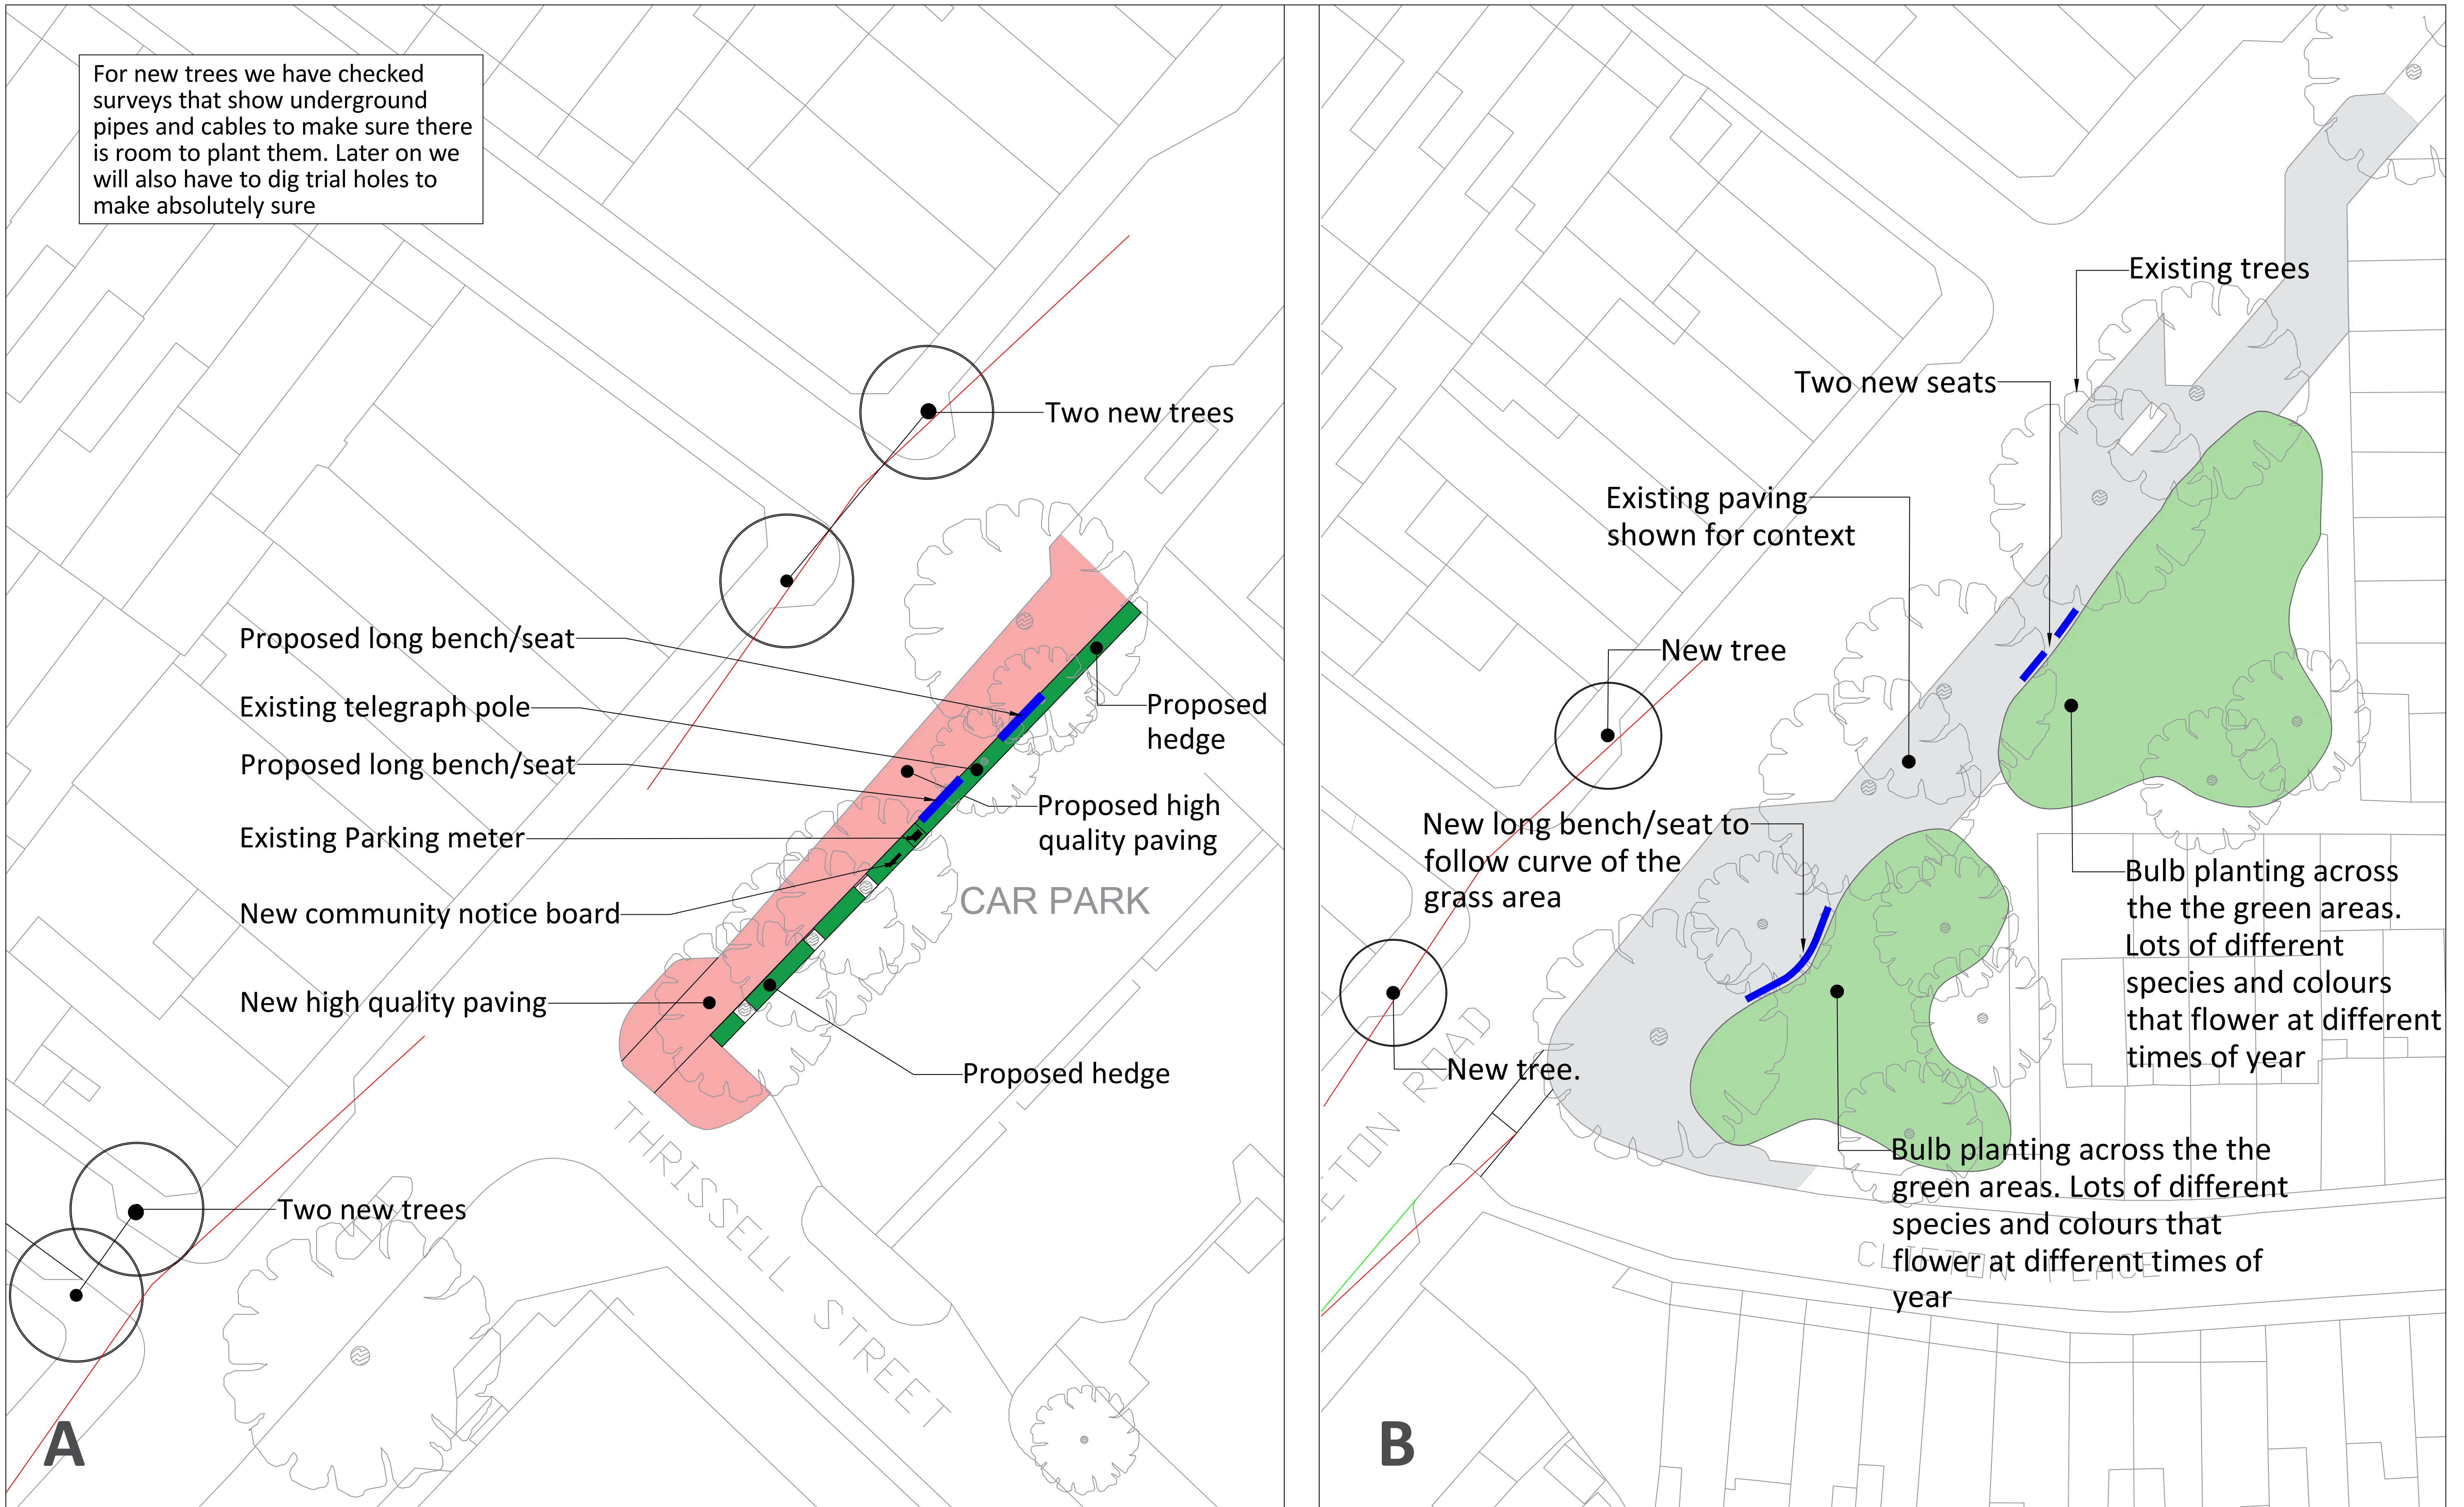 For new trees we have checked
surveys that show underground
pipes and cables to make sure there
is room to plant them. Later on we
will also have to dig trial holes to
make absolutely sure
Two new trees
Proposed long bench/seat
Existing telegraph pole
Proposed long bench/seat
Existing Parking meter
New community notice board
New high quality paving
Proposed
hedge
Proposed high
quality paving
CAR PARK
Proposed hedge
Two new trees
THRISSELL STREET
A
Existing trees
Two new seats
Existing paving
shown for context
New tree
New long bench/seat to
follow curve of the
grass area
New tree.
ETON ROAD
Bulb planting across
the the green areas.
Lots of different
species and colours
that flower at different
times of year
Bulb planting across the the
green areas. Lots of different
species and colours that
flower at different times of
year
B